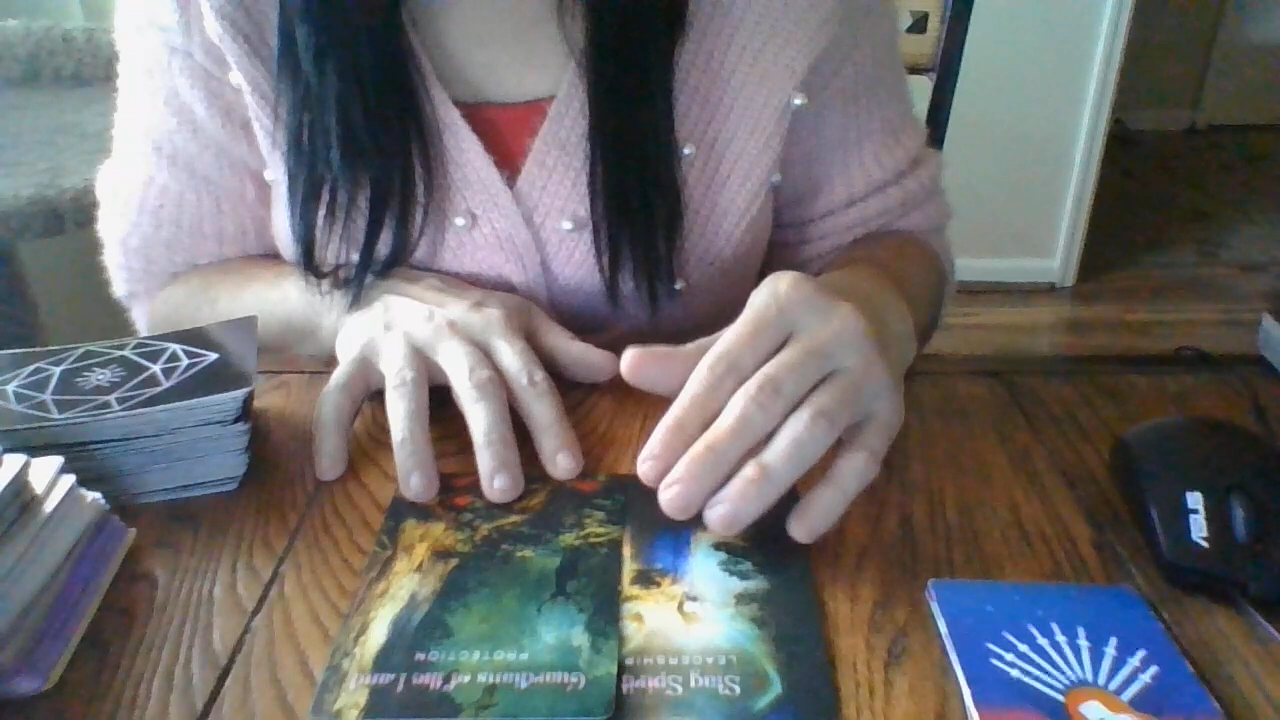 PROTECTION
Guardians of the Land
LEADERSHIP
Stag Spirit
ASUS